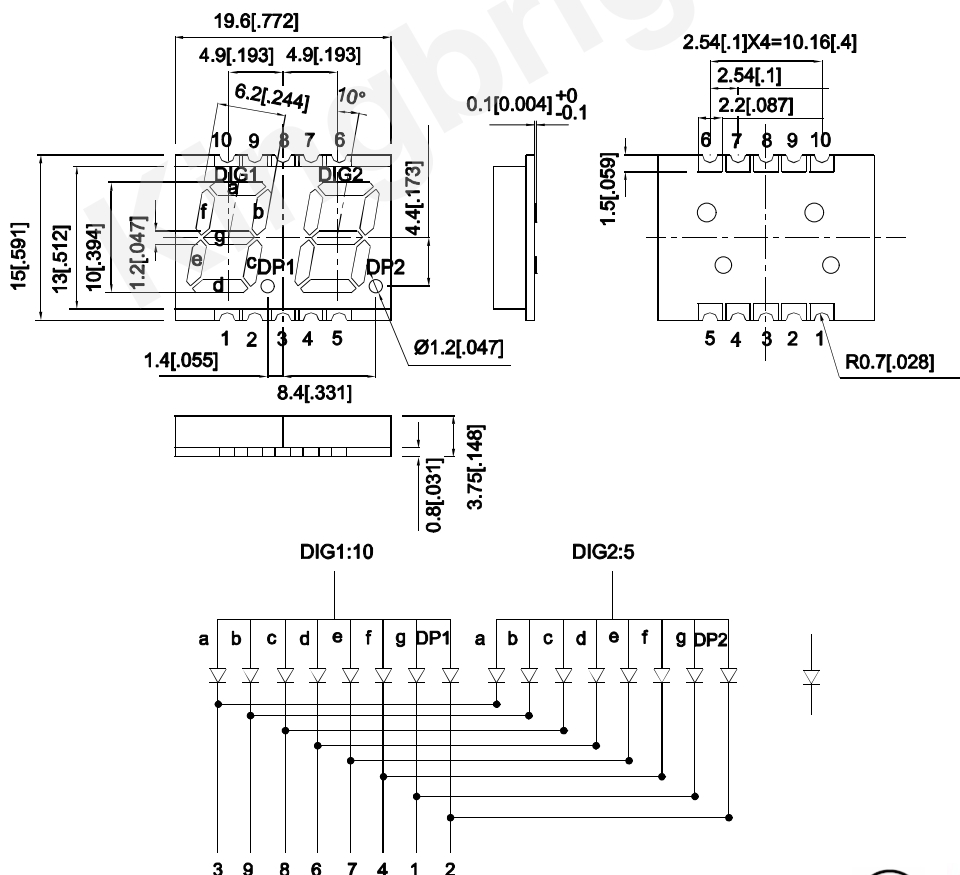 Kingbright
19.6[.772]
4.9[.193] 4.9[.193]
6.2[.244] 10°
10 9 8 7 6
DIG1 DIG2
a
f b
g
e c
d
DP1 DP2
15[.591]
13[.512]
10[.394]
1.2[.047]
4.4[.173]
1 2 3 4 5
1.4[.055]
8.4[.331]
Ø1.2[.047]
0.1[0.004] +0
-0.1
2.54[.1]X4=10.16[.4]
2.54[.1]
2.2[.087]
6 7 8 9 10
1.5[.059]
5 4 3 2 1
R0.7[.028]
0.8[.031]
3.75[.148]
DIG1:10 DIG2:5
a b c d e f g DP1 a b c d e f g DP2
3 9 8 6 7 4 1 2